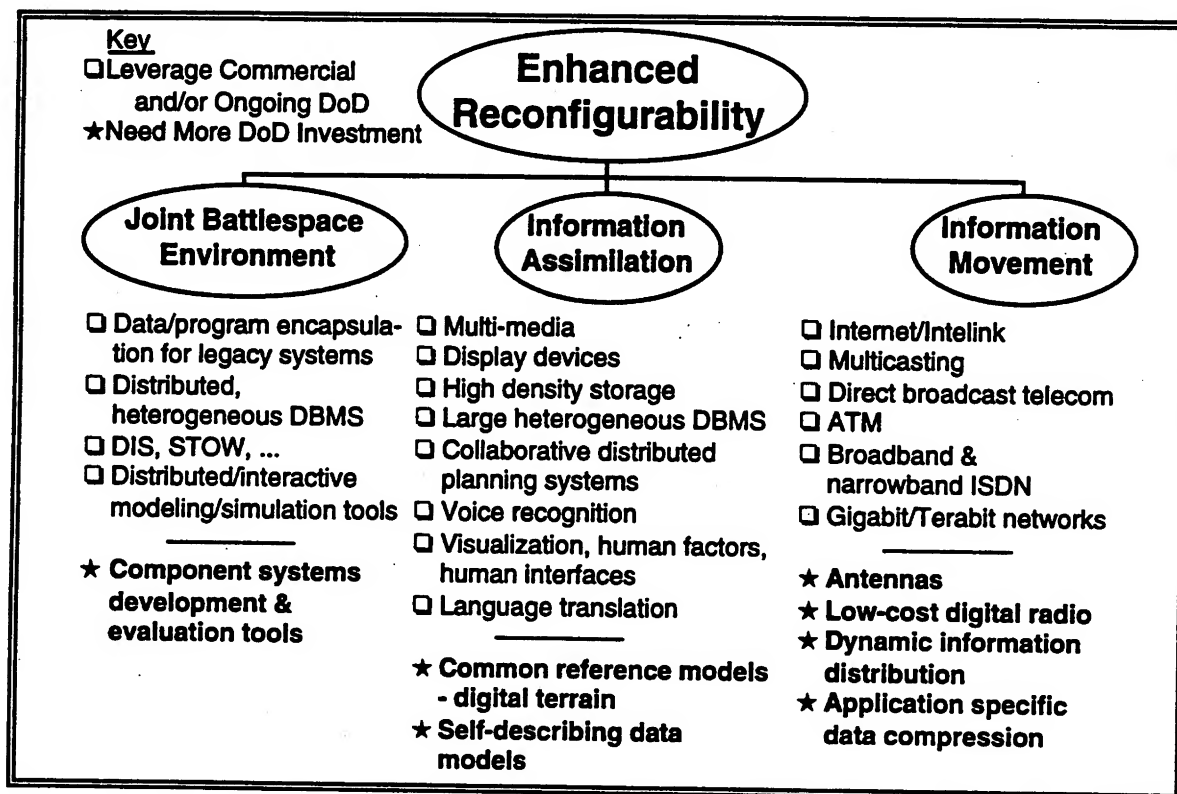 Key
❑ Leverage Commercial
and/or Ongoing DoD
★ Need More DoD Investment
Enhanced
Reconfigurability
Joint Battlespace
Environment
❑ Data/program encapsula-
tion for legacy systems
❑ Distributed,
heterogeneous DBMS
❑ DIS, STOW, ...
❑ Distributed/interactive
modeling/simulation tools
★ Component systems
development &
evaluation tools
Information
Assimilation
❑ Multi-media
❑ Display devices
❑ High density storage
❑ Large heterogeneous DBMS
❑ Collaborative distributed
planning systems
❑ Voice recognition
❑ Visualization, human factors,
human interfaces
❑ Language translation
★ Common reference models
- digital terrain
★ Self-describing data
models
Information
Movement
❑ Internet/Intelink
❑ Multicasting
❑ Direct broadcast telecom
❑ ATM
❑ Broadband &
narrowband ISDN
❑ Gigabit/Terabit networks
★ Antennas
★ Low-cost digital radio
★ Dynamic information
distribution
★ Application specific
data compression